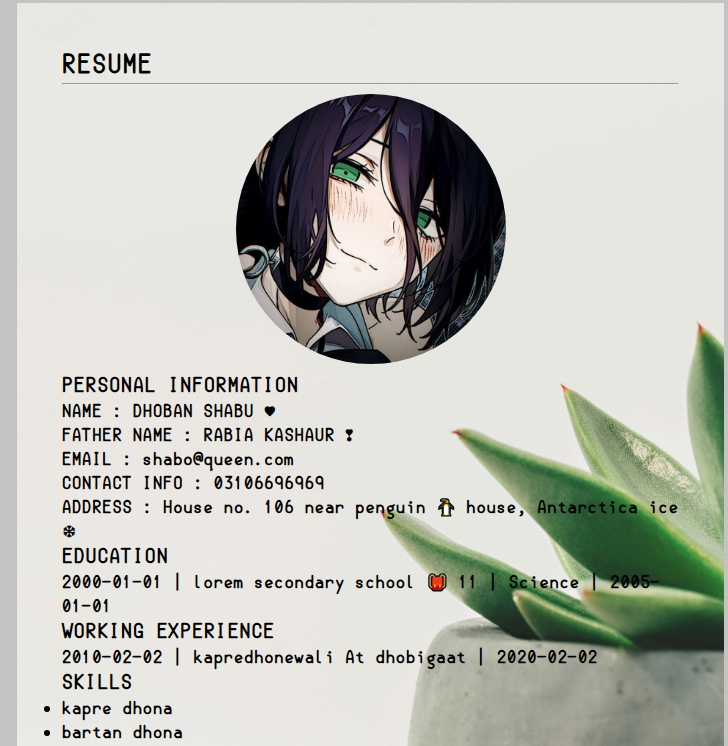 RESUME
PERSONAL INFORMATION
NAME : DHOBAN SHABU ♥
FATHER NAME : RABIA KASHAUR ❣
EMAIL : shabo@queen.com
CONTACT INFO : 03106696969
ADDRESS : House no. 106 near penguin 🐧 house, Antarctica ice
❄
EDUCATION
2000-01-01 | lorem secondary school 🎒 11 | Science | 2005-
01-01
WORKING EXPERIENCE
2010-02-02 | kapredhonewali At dhobigaat | 2020-02-02
SKILLS
• kapre dhona
• bartan dhona